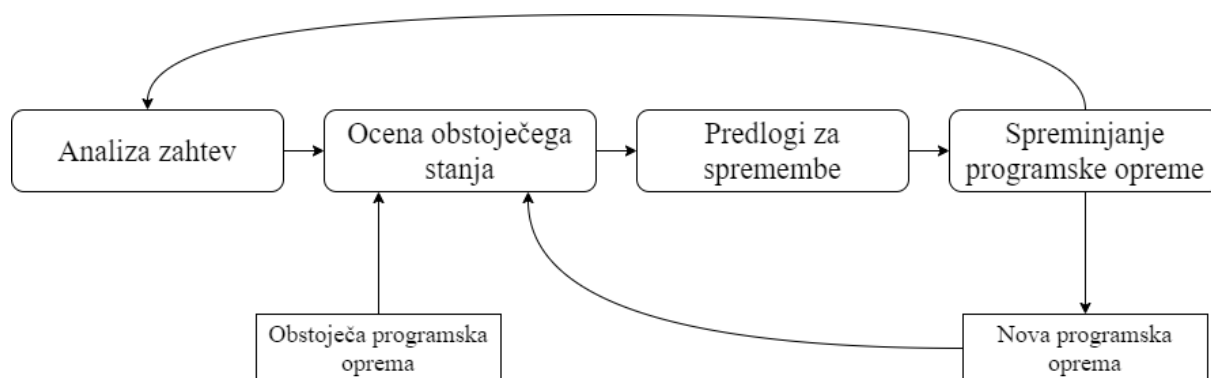 Analiza zahtev
Ocena obstoječega
stanja
Predlogi za
spremembe
Spreminjanje
programske opreme
Obstoječa programska
oprema
Nova programska
oprema